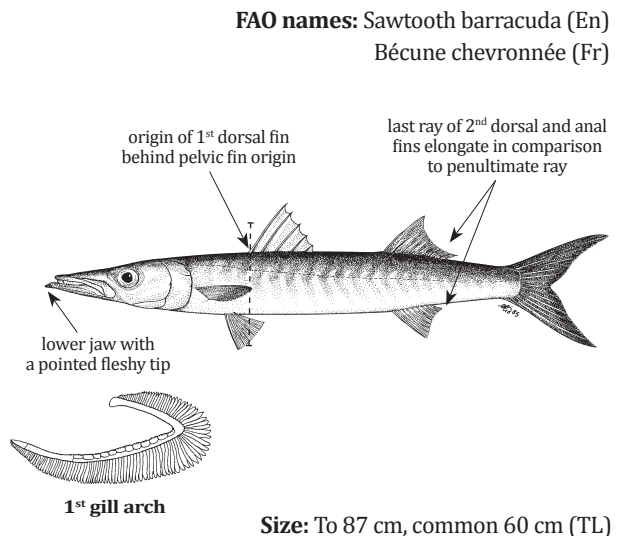 FAO names: Sawtooth barracuda (En)
Bécune chevronnée (Fr)
origin of 1st dorsal fin
behind pelvic fin origin
last ray of 2nd dorsal and anal
fins elongate in comparison
to penultimate ray
lower jaw with
a pointed fleshy tip
1st gill arch
Size: To 87 cm, common 60 cm (TL)